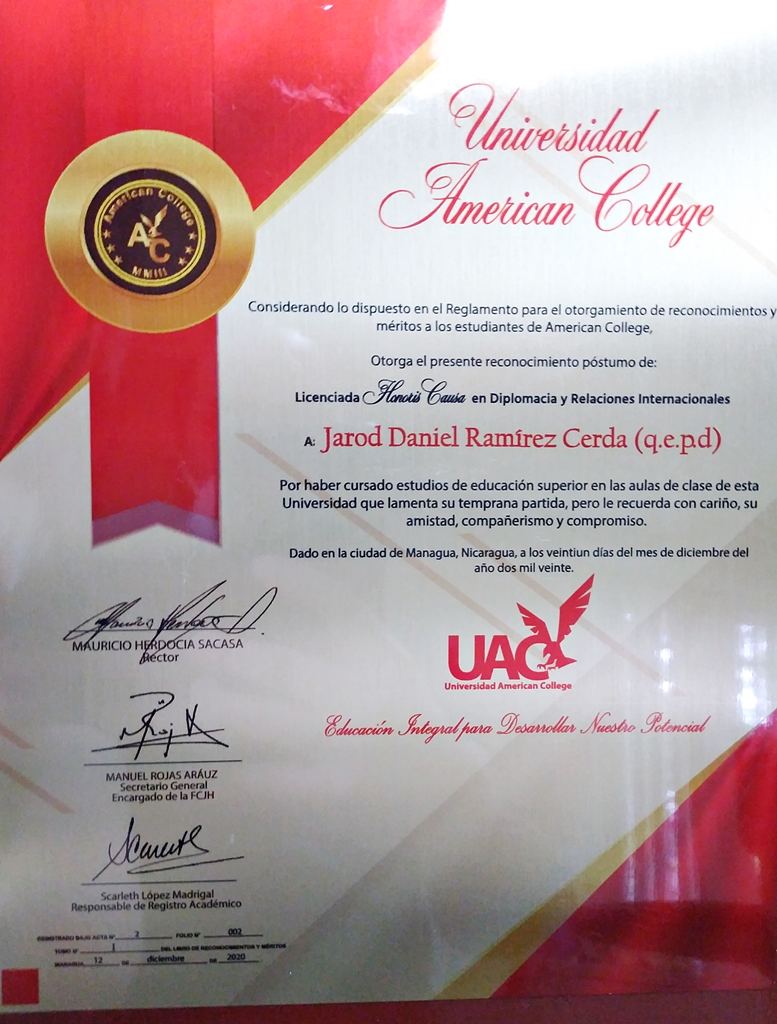 Universidad
American College
American College
AC
MMIII
Considerando lo dispuesto en el Reglamento para el otorgamiento de reconocimientos y
méritos a los estudiantes de American College,
Otorga el presente reconocimiento póstumo de:
Licenciada Honoris Causa en Diplomacia y Relaciones Internacionales
A: Jarod Daniel Ramírez Cerda (q.e.p.d)
Por haber cursado estudios de educación superior en las aulas de clase de esta
Universidad que lamenta su temprana partida, pero le recuerda con cariño, su
amistad, compañerismo y compromiso.
Dado en la ciudad de Managua, Nicaragua, a los veintiun días del mes de diciembre del
año dos mil veinte.
MAURICIO HERDOCIA SACASA
Rector
UAC
Universidad American College
Educación Integral para Desarrollar Nuestro Potencial
MANUEL ROJAS ARÁUZ
Secretario General
Encargado de la FCJH
Scarleth López Madrigal
Responsable de Registro Académico
REGISTRADO BAJO ACTA N° 2 FOLIO N° 002
TOMO N° 1 DEL LIBRO DE RECONOCIMIENTOS Y MÉRITOS
MANAGUA, 12 DE diciembre DE 2020